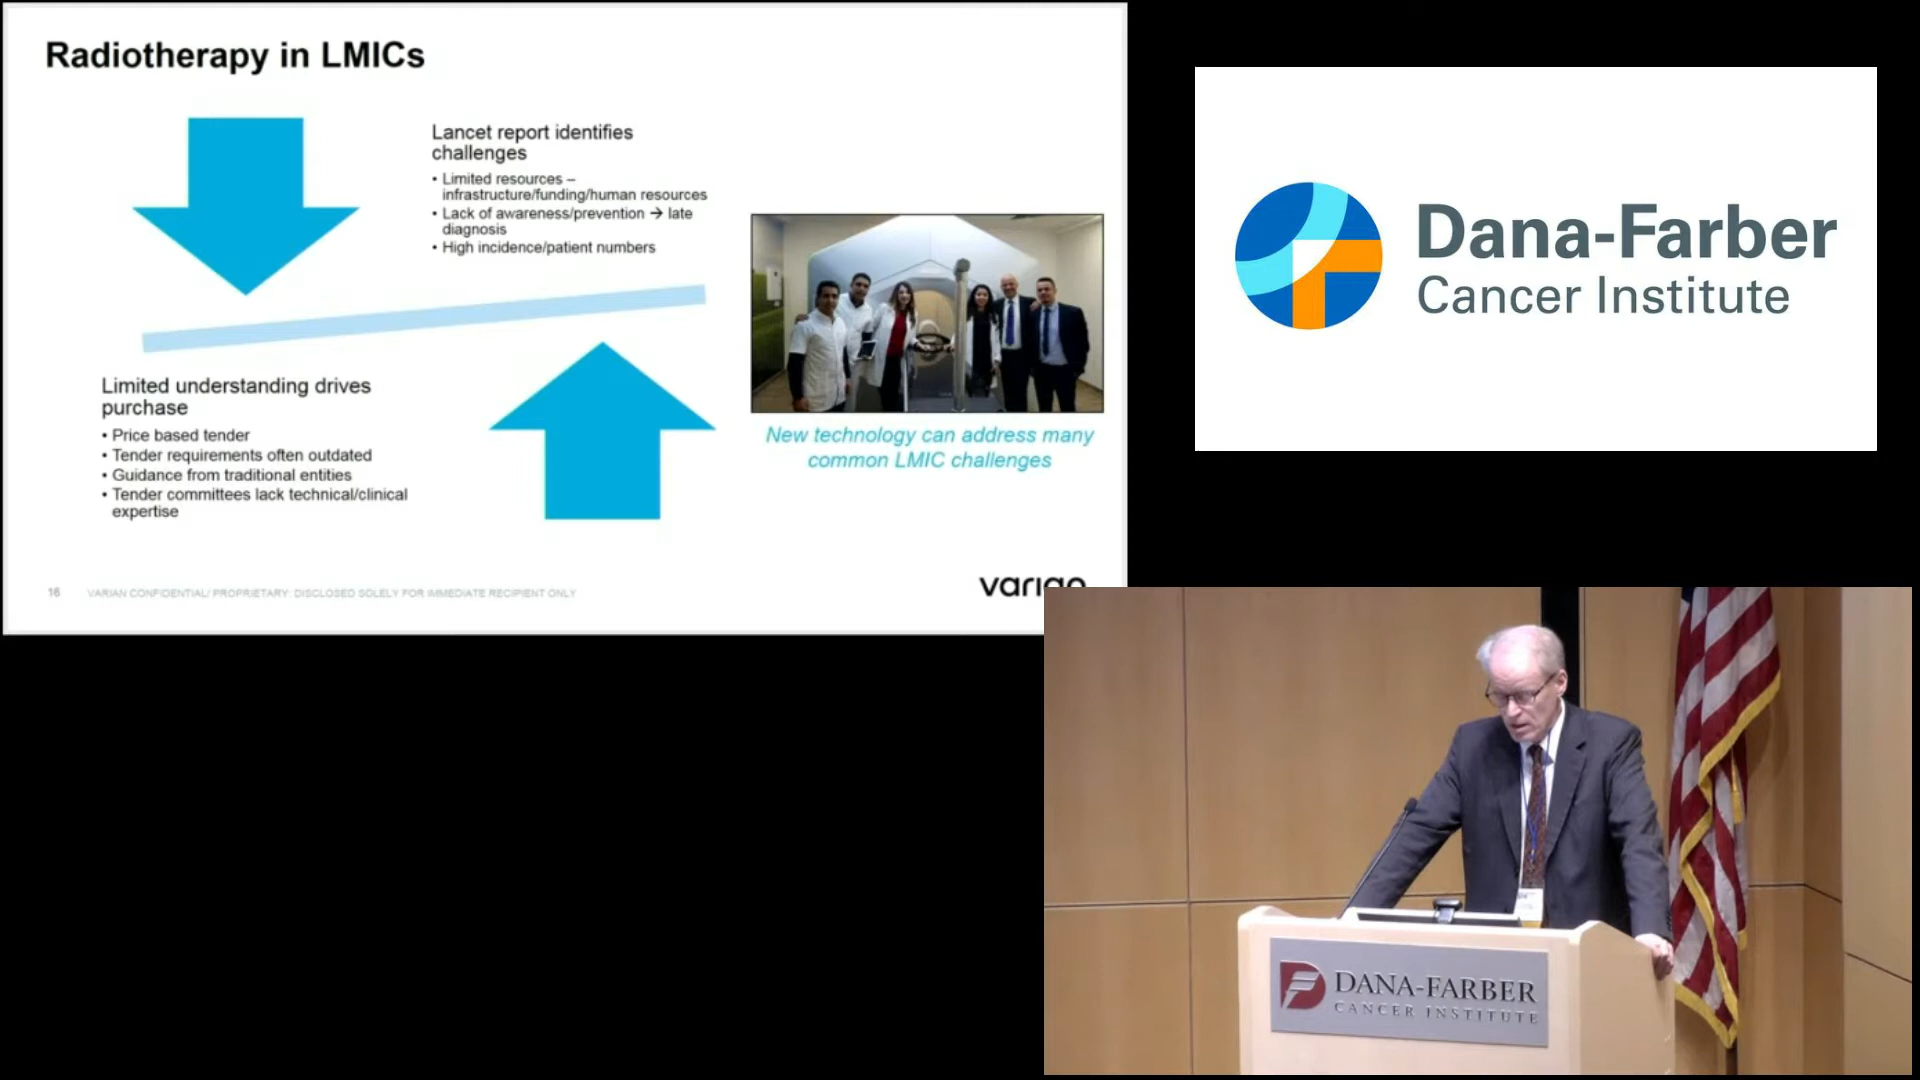 Radiotherapy in LMICs
Lancet report identifies
challenges
• Limited resources –
infrastructure/funding/human resources
• Lack of awareness/prevention → late
diagnosis
• High incidence/patient numbers
Limited understanding drives
purchase
• Price based tender
• Tender requirements often outdated
• Guidance from traditional entities
• Tender committees lack technical/clinical
expertise
New technology can address many
common LMIC challenges
16 VARIAN CONFIDENTIAL/ PROPRIETARY: DISCLOSED SOLELY FOR IMMEDIATE RECIPIENT ONLY
varian
Dana-Farber
Cancer Institute
DANA-FARBER
CANCER INSTITUTE